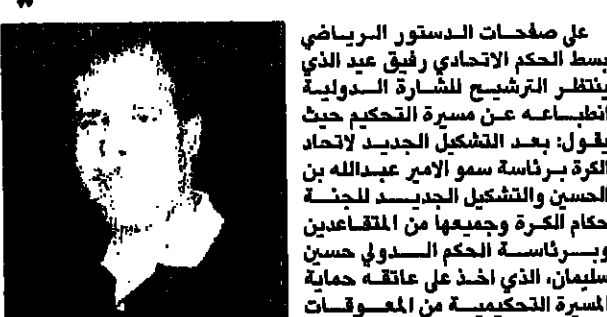 على صفحات الدستور الرياضي
بسط الحكم الاتحادي رفيق عيد الذي
ينتظر الترشيح للشارة الدولية
انطباعه عن مسيرة التحكيم حيث
يقول: بعد التشكيل الجديد لاتحاد
الكرة برئاسة سمو الامير عبدالله بن
الحسين والتشكيل الجديد للجنة
حكام الكرة وجميعها من المتقاعدين
وبرئاسة الحكم الدولي حسين
سليمان، الذي اخذ على عاتقه حماية
المسيرة التحكيمية من المعوقات